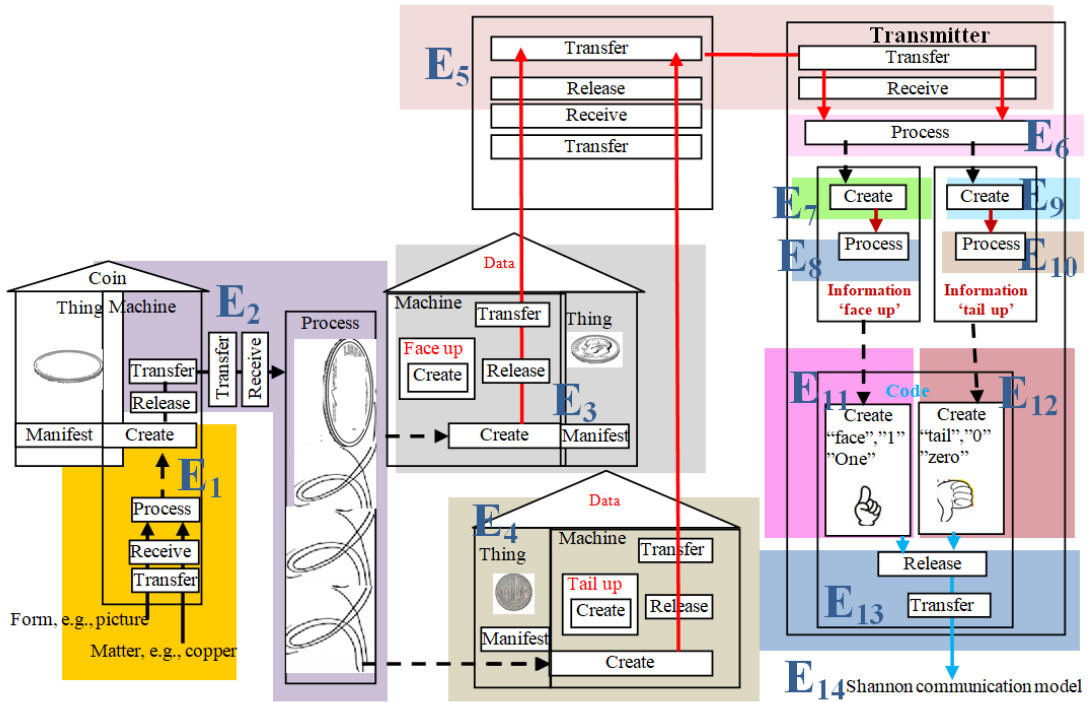 Coin
Thing Machine
Transfer
Release
Manifest
Create
E1
Process
Receive
Transfer
Form, e.g., picture
Matter, e.g., copper
E2
Transfer
Receive
Process
Data
Machine
Transfer
Thing
Face up
Create
Release
E3
Create
Manifest
E4
Data
Thing
Machine
Transfer
Tail up
Create
Release
Manifest
Create
E5
Transfer
Release
Receive
Transfer
Transmitter
Transfer
Receive
Process
E6
E7
Create
Create
E9
E8
Process
Process
E10
Information
‘face up’
Information
‘tail up’
E11
Code
E12
Create
“face”,”1”
”One”
Create
“tail”,”0”
”zero”
Release
E13
Transfer
E14
Shannon communication model